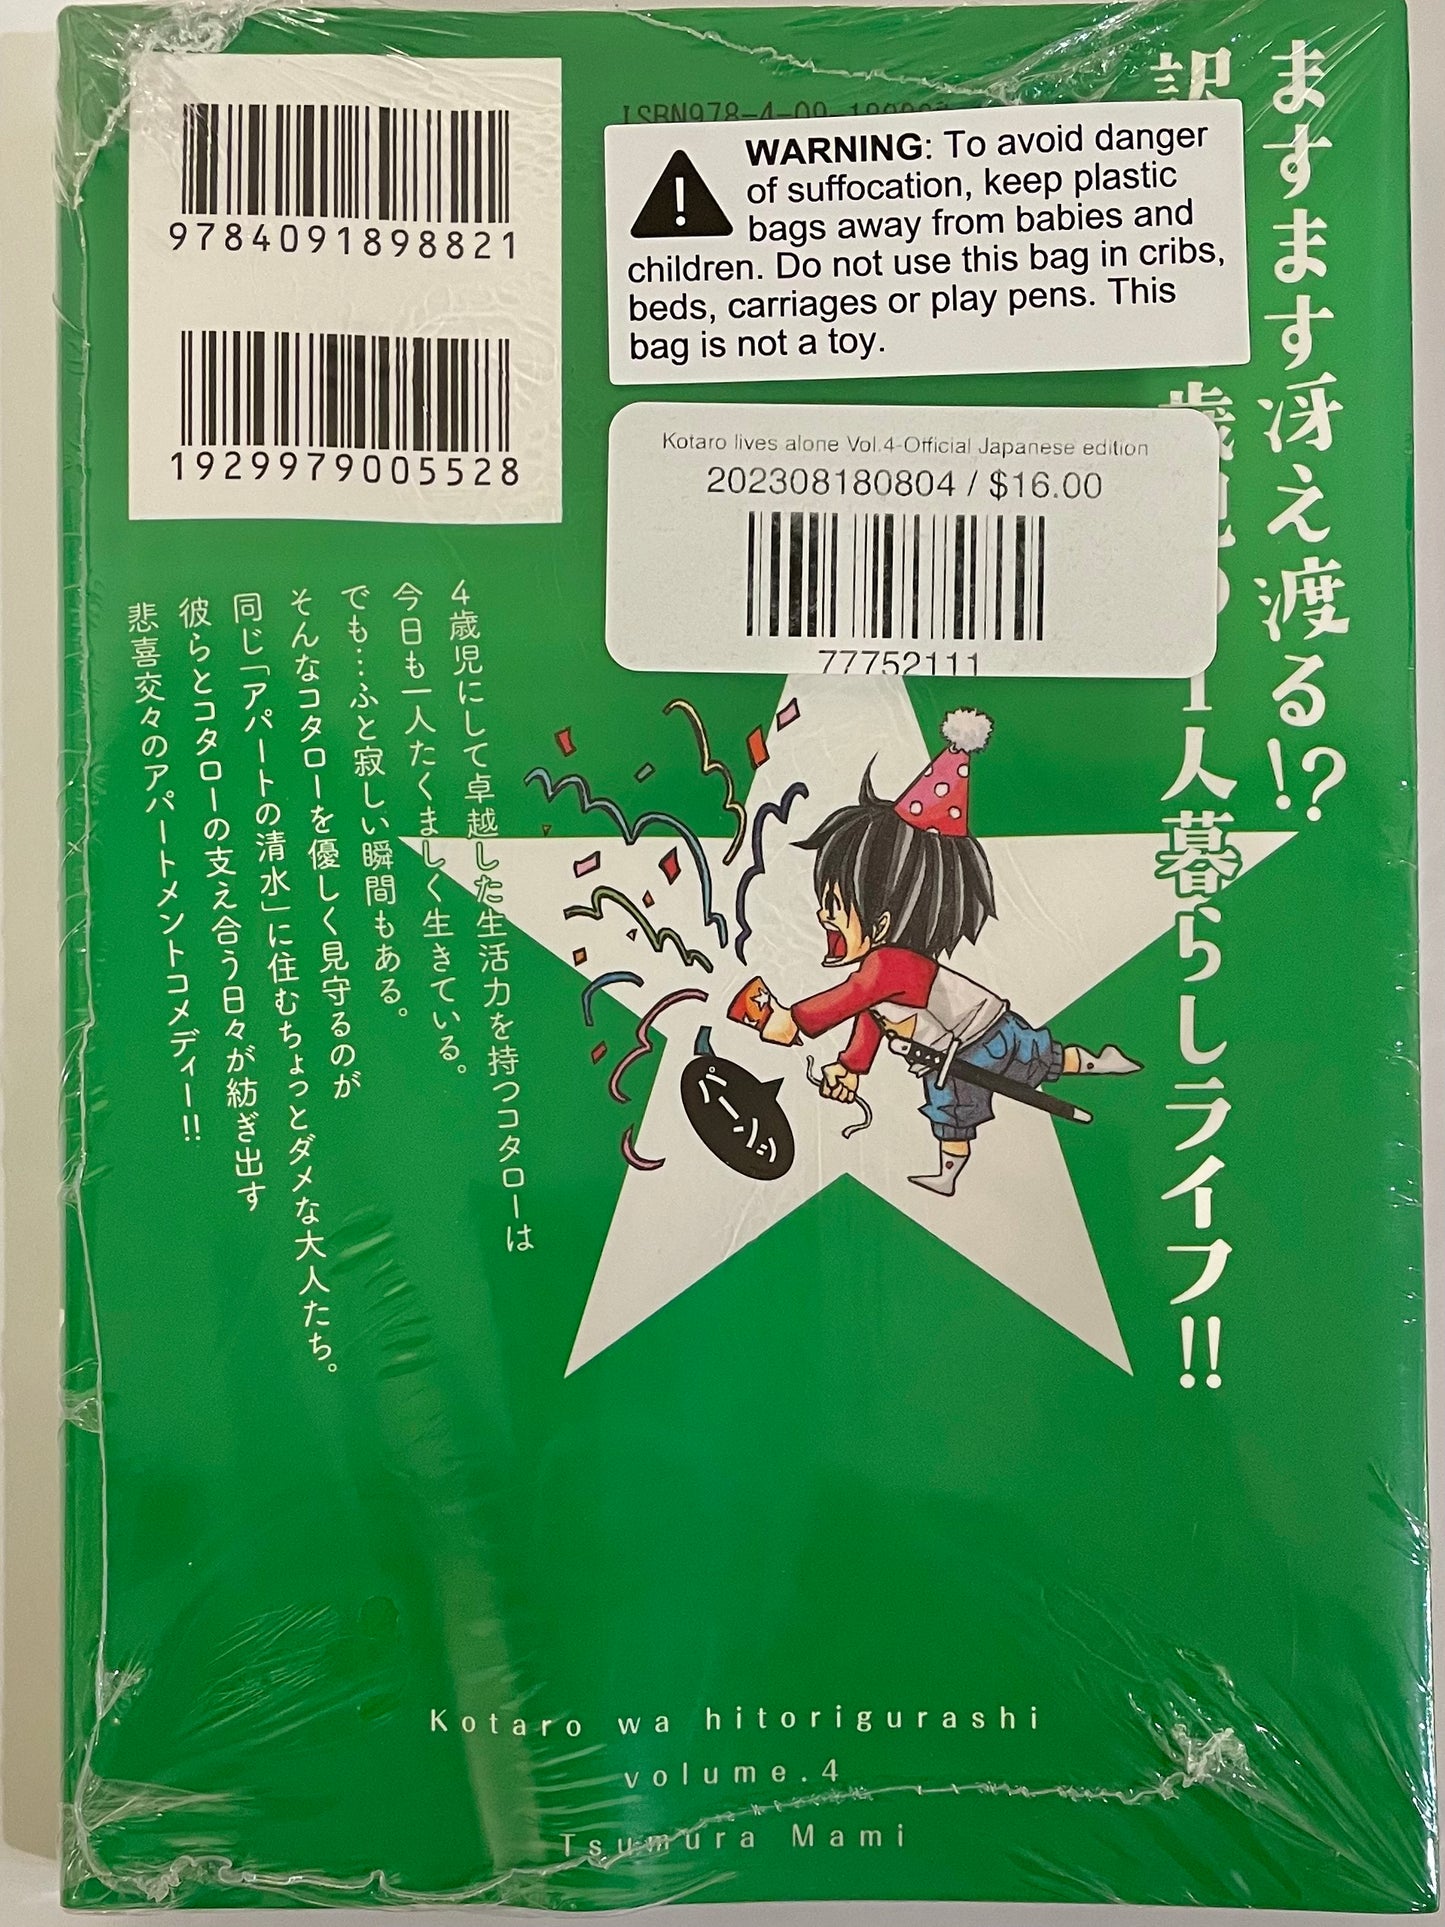 9784091898821
1929979005528
ISBN978-4-09-
WARNING: To avoid danger
of suffocation, keep plastic
bags away from babies and
children. Do not use this bag in cribs,
beds, carriages or play pens. This
bag is not a toy.
Kotaro lives alone Vol.4-Official Japanese edition
202308180804 / $16.00
77752111
ますます冴え渡る!?
1人暮らしライフ!!
4歳児にして卓越した生活力を持つコタローは
今日も一人たくましく生きている。
でも…ふと寂しい瞬間もある。
そんなコタローを優しく見守るのが
同じ「アパートの清水」に住むちょっとダメな大人たち。
彼らとコタローの支え合う日々が紡ぎ出す
悲喜交々のアパートメントコメディー!!
パーンッ
Kotaro wa hitorigurashi
volume.4
Tsumura Mami